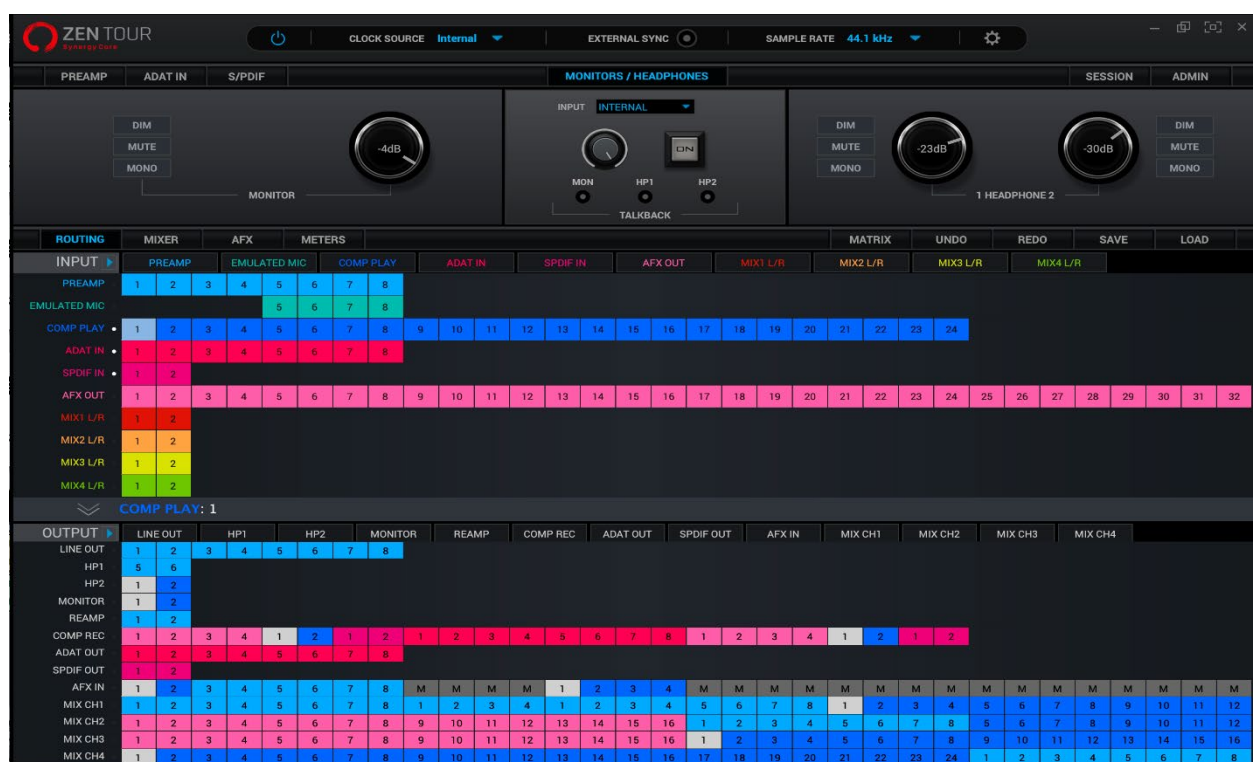 ZEN TOUR
Synergy Core
CLOCK SOURCE Internal
EXTERNAL SYNC
SAMPLE RATE 44.1 kHz
PREAMP ADAT IN S/PDIF MONITORS / HEADPHONES SESSION ADMIN
DIM
MUTE
MONO
-4dB
MONITOR
INPUT INTERNAL
ON
MON HP1 HP2
TALKBACK
DIM
MUTE
MONO
-23dB
-30dB
1 HEADPHONE 2
DIM
MUTE
MONO
ROUTING MIXER AFX METERS MATRIX UNDO REDO SAVE LOAD
INPUT PREAMP EMULATED MIC COMP PLAY ADAT IN SPDIF IN AFX OUT MIX1 L/R MIX2 L/R MIX3 L/R MIX4 L/R
PREAMP 1 2 3 4 5 6 7 8
EMULATED MIC 5 6 7 8
COMP PLAY 1 2 3 4 5 6 7 8 9 10 11 12 13 14 15 16 17 18 19 20 21 22 23 24
ADAT IN 1 2 3 4 5 6 7 8
SPDIF IN 1 2
AFX OUT 1 2 3 4 5 6 7 8 9 10 11 12 13 14 15 16 17 18 19 20 21 22 23 24 25 26 27 28 29 30 31 32
MIX1 L/R 1 2
MIX2 L/R 1 2
MIX3 L/R 1 2
MIX4 L/R 1 2
COMP PLAY: 1
OUTPUT LINE OUT HP1 HP2 MONITOR REAMP COMP REC ADAT OUT SPDIF OUT AFX IN MIX CH1 MIX CH2 MIX CH3 MIX CH4
LINE OUT 1 2 3 4 5 6 7 8
HP1 5 6
HP2 1 2
MONITOR 1 2
REAMP 1 2
COMP REC 1 2 3 4 1 2 1 2 1 2 3 4 5 6 7 8 1 2 3 4 1 2 1 2
ADAT OUT 1 2 3 4 5 6 7 8
SPDIF OUT 1 2
AFX IN 1 2 3 4 5 6 7 8 M M M M 1 2 3 4 M M M M M M M M M M M M M M M M
MIX CH1 1 2 3 4 5 6 7 8 1 2 3 4 1 2 3 4 5 6 7 8 1 2 3 4 5 6 7 8 9 10 11 12
MIX CH2 1 2 3 4 5 6 7 8 9 10 11 12 13 14 15 16 1 2 3 4 5 6 7 8 5 6 7 8 9 10 11 12
MIX CH3 1 2 3 4 5 6 7 8 9 10 11 12 13 14 15 16 1 2 3 4 5 6 7 8 9 10 11 12 13 14 15 16
MIX CH4 1 2 3 4 5 6 7 8 9 10 11 12 13 14 15 16 17 18 19 20 21 22 23 24 1 2 3 4 5 6 7 8